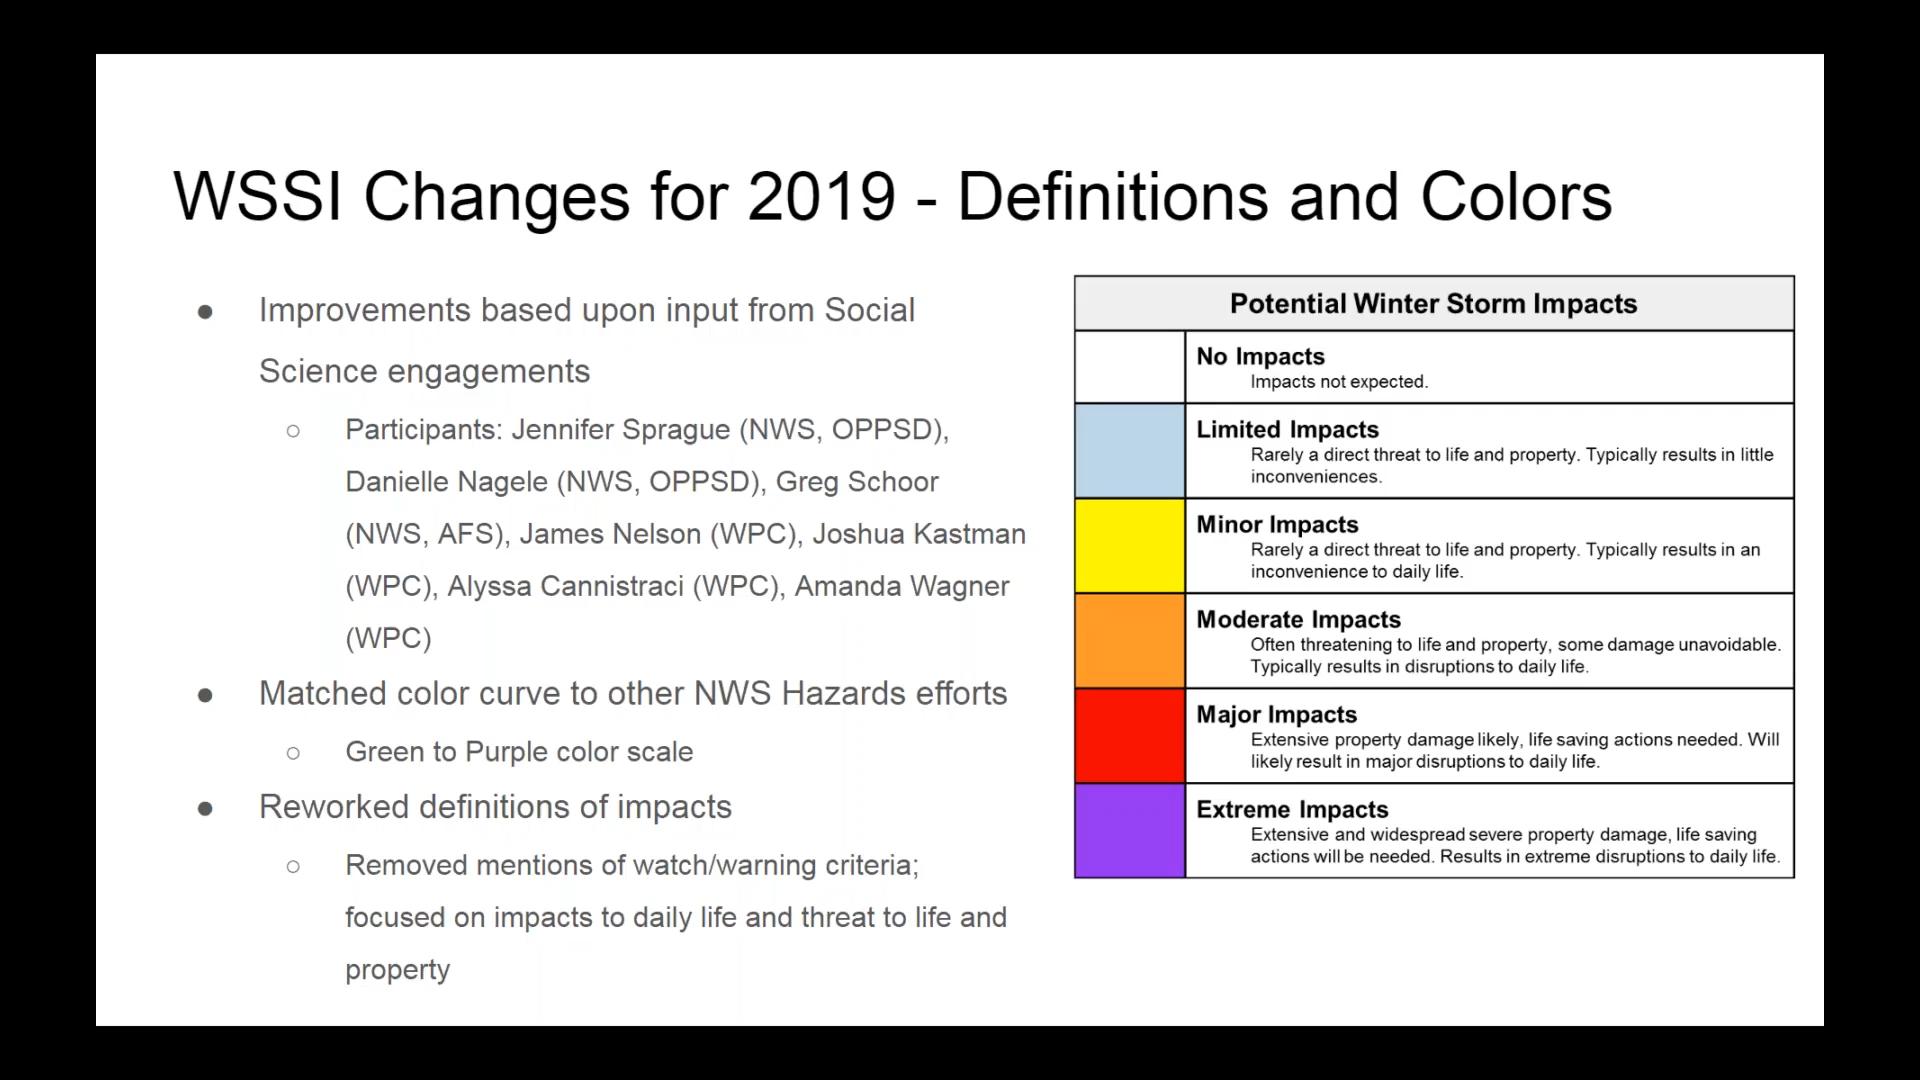 WSSI Changes for 2019 - Definitions and Colors
● Improvements based upon input from Social
Science engagements
○ Participants: Jennifer Sprague (NWS, OPPSD),
Danielle Nagele (NWS, OPPSD), Greg Schoor
(NWS, AFS), James Nelson (WPC), Joshua Kastman
(WPC), Alyssa Cannistraci (WPC), Amanda Wagner
(WPC)
● Matched color curve to other NWS Hazards efforts
○ Green to Purple color scale
● Reworked definitions of impacts
○ Removed mentions of watch/warning criteria;
focused on impacts to daily life and threat to life and
property
Potential Winter Storm Impacts
No Impacts
Impacts not expected.
Limited Impacts
Rarely a direct threat to life and property. Typically results in little
inconveniences.
Minor Impacts
Rarely a direct threat to life and property. Typically results in an
inconvenience to daily life.
Moderate Impacts
Often threatening to life and property, some damage unavoidable.
Typically results in disruptions to daily life.
Major Impacts
Extensive property damage likely, life saving actions needed. Will
likely result in major disruptions to daily life.
Extreme Impacts
Extensive and widespread severe property damage, life saving
actions will be needed. Results in extreme disruptions to daily life.